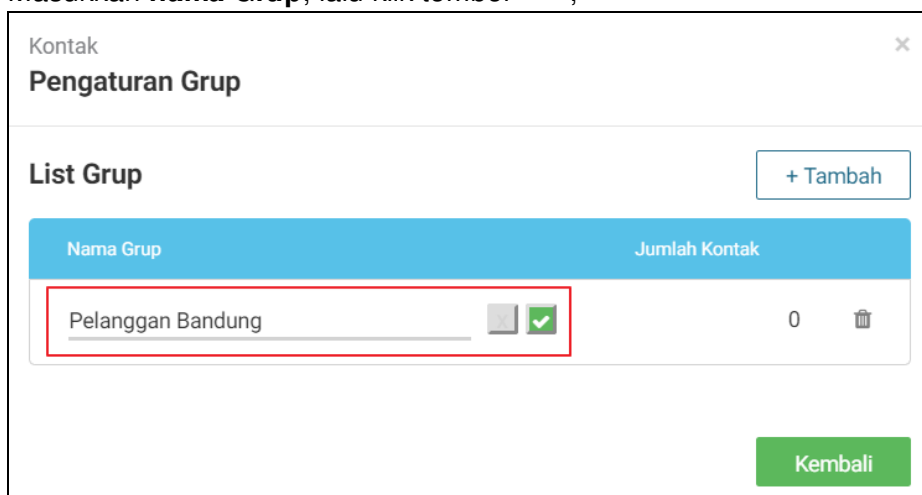 Kontak
×
Pengaturan Grup
List Grup
+ Tambah
Nama Grup
Jumlah Kontak
Pelanggan Bandung
X
0
Kembali